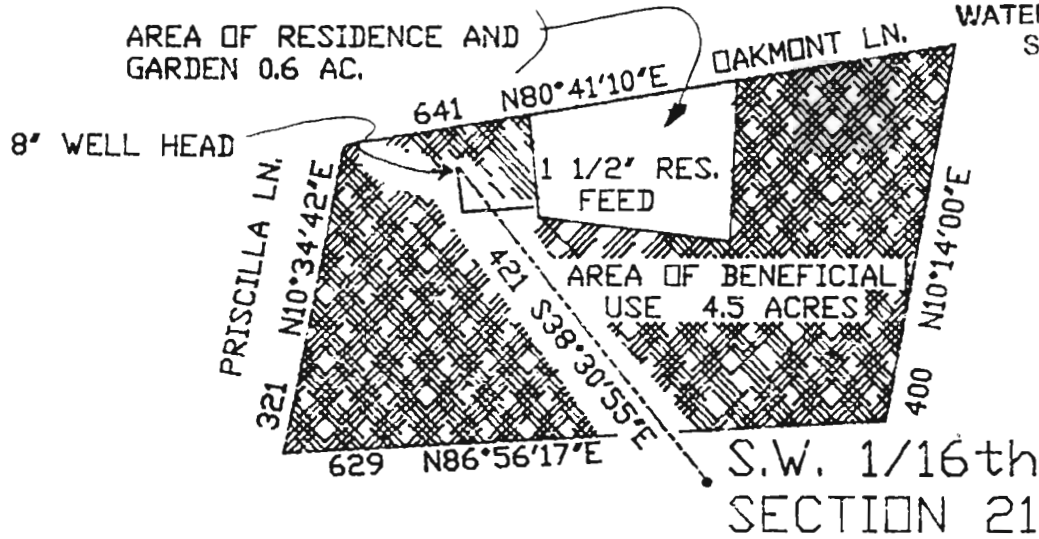 AREA OF RESIDENCE AND
GARDEN 0.6 AC.
WATE
S
OAKMONT LN.
N80°41'10"E
641
8" WELL HEAD
PRISCILLA LN.
N10°34'42"E
321
1 1/2" RES.
FEED
421 S38°30'55"E
AREA OF BENEFICIAL
USE 4.5 ACRES
N10°14'00"E
400
629 N86°56'17"E
S.W. 1/16th
SECTION 21